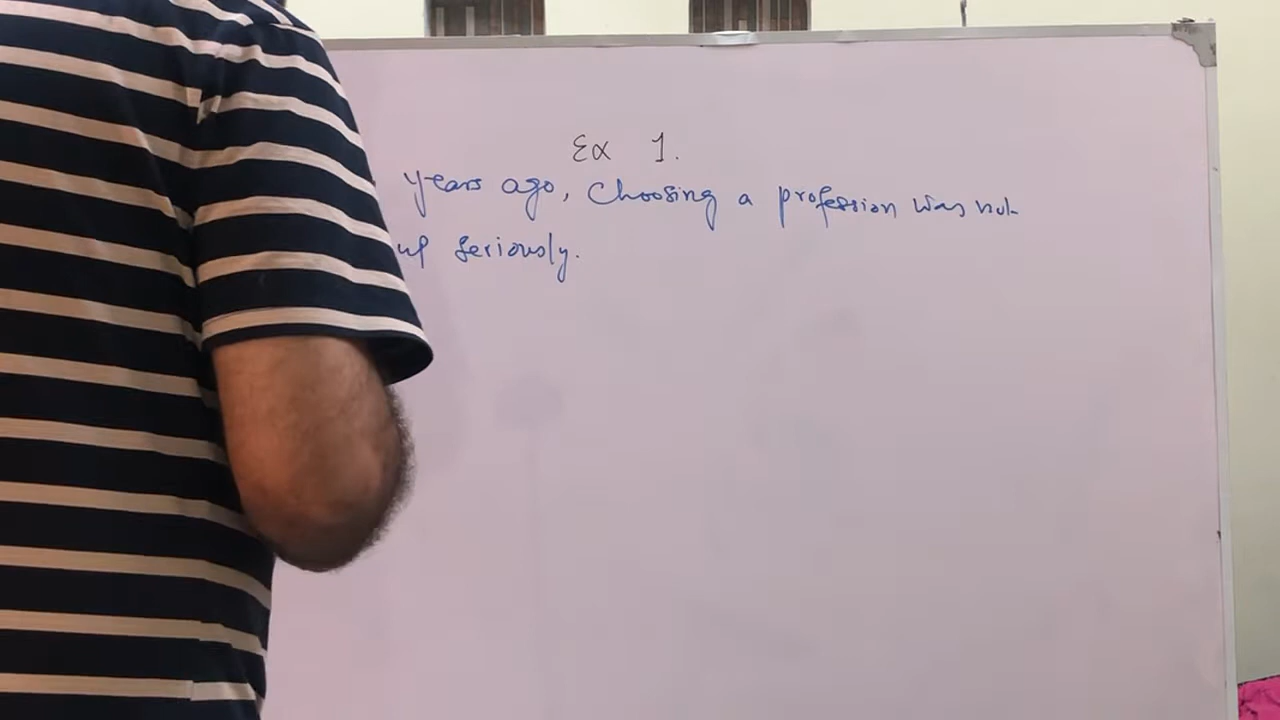 Ex 1.
years ago, Choosing a profession was not
up seriously.